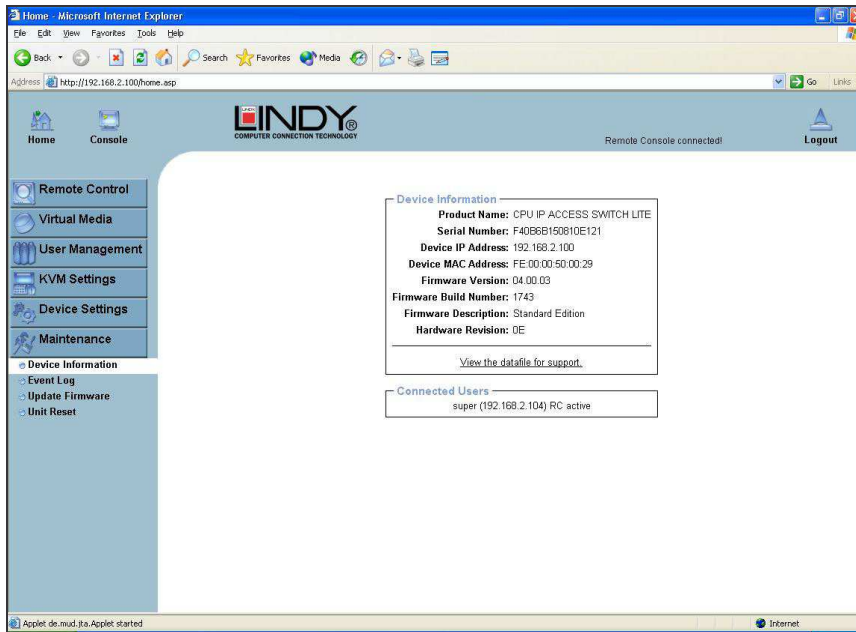 Home - Microsoft Internet Explorer
File Edit View Favorites Tools Help
Back Search Favorites Media
Address http://192.168.2.100/home.asp Go Links
LINDY®
COMPUTER CONNECTION TECHNOLOGY
Home Console Remote Console connected! Logout
Remote Control
Virtual Media
User Management
KVM Settings
Device Settings
Maintenance
Device Information
Event Log
Update Firmware
Unit Reset
Device Information
Product Name: CPU IP ACCESS SWITCH LITE
Serial Number: F40B6B150810E121
Device IP Address: 192.168.2.100
Device MAC Address: FE:00:00:50:00:29
Firmware Version: 04.00.03
Firmware Build Number: 1743
Firmware Description: Standard Edition
Hardware Revision: 0E
View the datafile for support.
Connected Users
super (192.168.2.104) RC active
Applet de.mud.jta.Applet started Internet